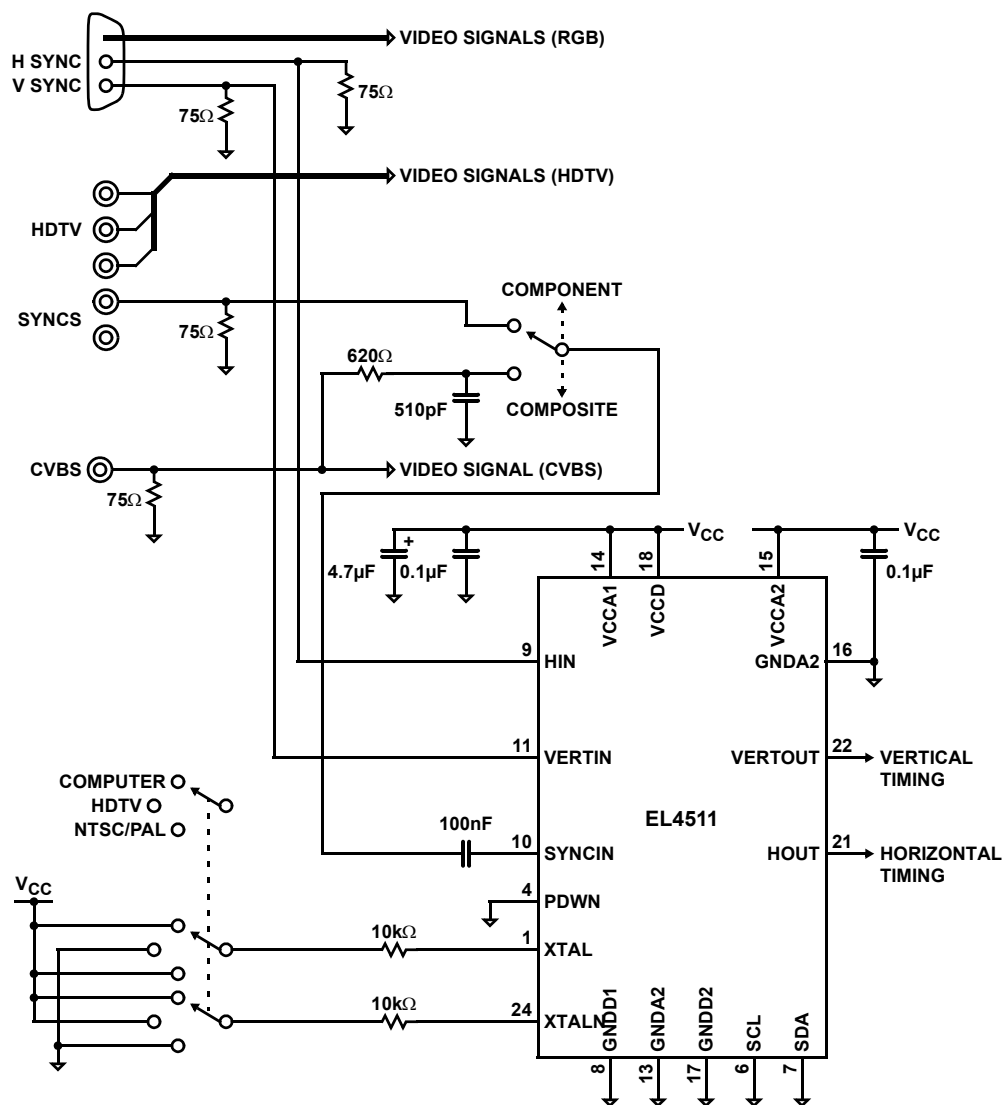 VIDEO SIGNALS (RGB)
H SYNC
V SYNC
75Ω
75Ω
VIDEO SIGNALS (HDTV)
HDTV
SYNCS
75Ω
COMPONENT
620Ω
510pF
COMPOSITE
CVBS
VIDEO SIGNAL (CVBS)
75Ω
VCC
VCC
+
4.7µF
0.1µF
14
18
15
0.1µF
VCCA1
VCCD
VCCA2
9
HIN
GNDA2
16
11
VERTIN
VERTOUT
22
VERTICAL
TIMING
COMPUTER
HDTV
NTSC/PAL
EL4511
100nF
10
SYNCIN
HOUT
21
HORIZONTAL
TIMING
VCC
4
PDWN
10kΩ
1
XTAL
10kΩ
24
XTALN
GNDD1
GNDA2
GNDD2
SCL
SDA
8
13
17
6
7